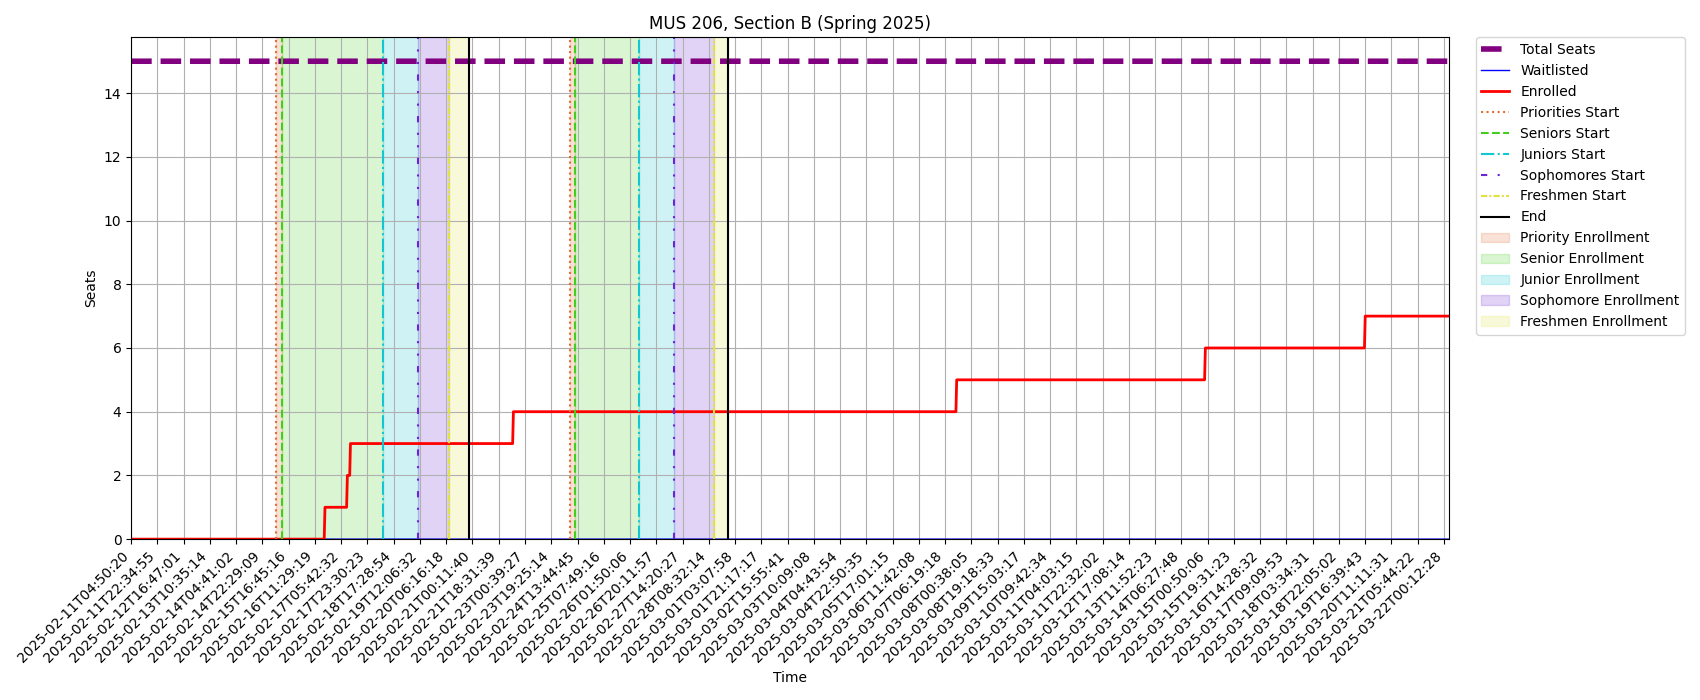 MUS 206, Section B (Spring 2025)
Total Seats
Waitlisted
Enrolled
Priorities Start
Seniors Start
Juniors Start
Sophomores Start
Freshmen Start
End
Priority Enrollment
Senior Enrollment
Junior Enrollment
Sophomore Enrollment
Freshmen Enrollment
Seats
14
12
10
8
6
4
2
0
2025-02-11T04:50:20
2025-02-11T22:34:55
2025-02-12T16:47:01
2025-02-13T10:35:14
2025-02-14T04:41:02
2025-02-14T22:29:09
2025-02-15T16:45:16
2025-02-16T11:29:19
2025-02-17T05:42:32
2025-02-17T23:30:23
2025-02-18T17:28:54
2025-02-19T12:06:32
2025-02-20T06:16:18
2025-02-21T00:11:40
2025-02-21T18:31:39
2025-02-23T00:39:27
2025-02-23T19:25:14
2025-02-24T13:44:45
2025-02-25T07:49:16
2025-02-26T01:50:06
2025-02-26T20:11:57
2025-02-27T14:20:27
2025-02-28T08:32:14
2025-03-01T03:07:58
2025-03-01T21:17:17
2025-03-02T15:55:41
2025-03-03T10:09:08
2025-03-04T04:43:54
2025-03-04T22:50:35
2025-03-05T17:01:15
2025-03-06T11:42:08
2025-03-07T06:19:18
2025-03-08T00:38:05
2025-03-08T19:18:33
2025-03-09T15:03:17
2025-03-10T09:42:34
2025-03-11T04:03:15
2025-03-11T22:32:02
2025-03-12T17:08:14
2025-03-13T11:52:23
2025-03-14T06:27:48
2025-03-15T00:50:06
2025-03-15T19:31:23
2025-03-16T14:28:32
2025-03-17T09:09:53
2025-03-18T03:34:31
2025-03-18T22:05:02
2025-03-19T16:39:43
2025-03-20T11:11:31
2025-03-21T05:44:22
2025-03-22T00:12:28
Time